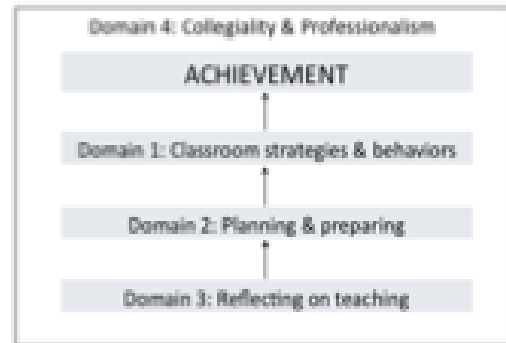 Domain 4: Collegiality & Professionalism
ACHIEVEMENT
Domain 1: Classroom strategies & behaviors
Domain 2: Planning & preparing
Domain 3: Reflecting on teaching